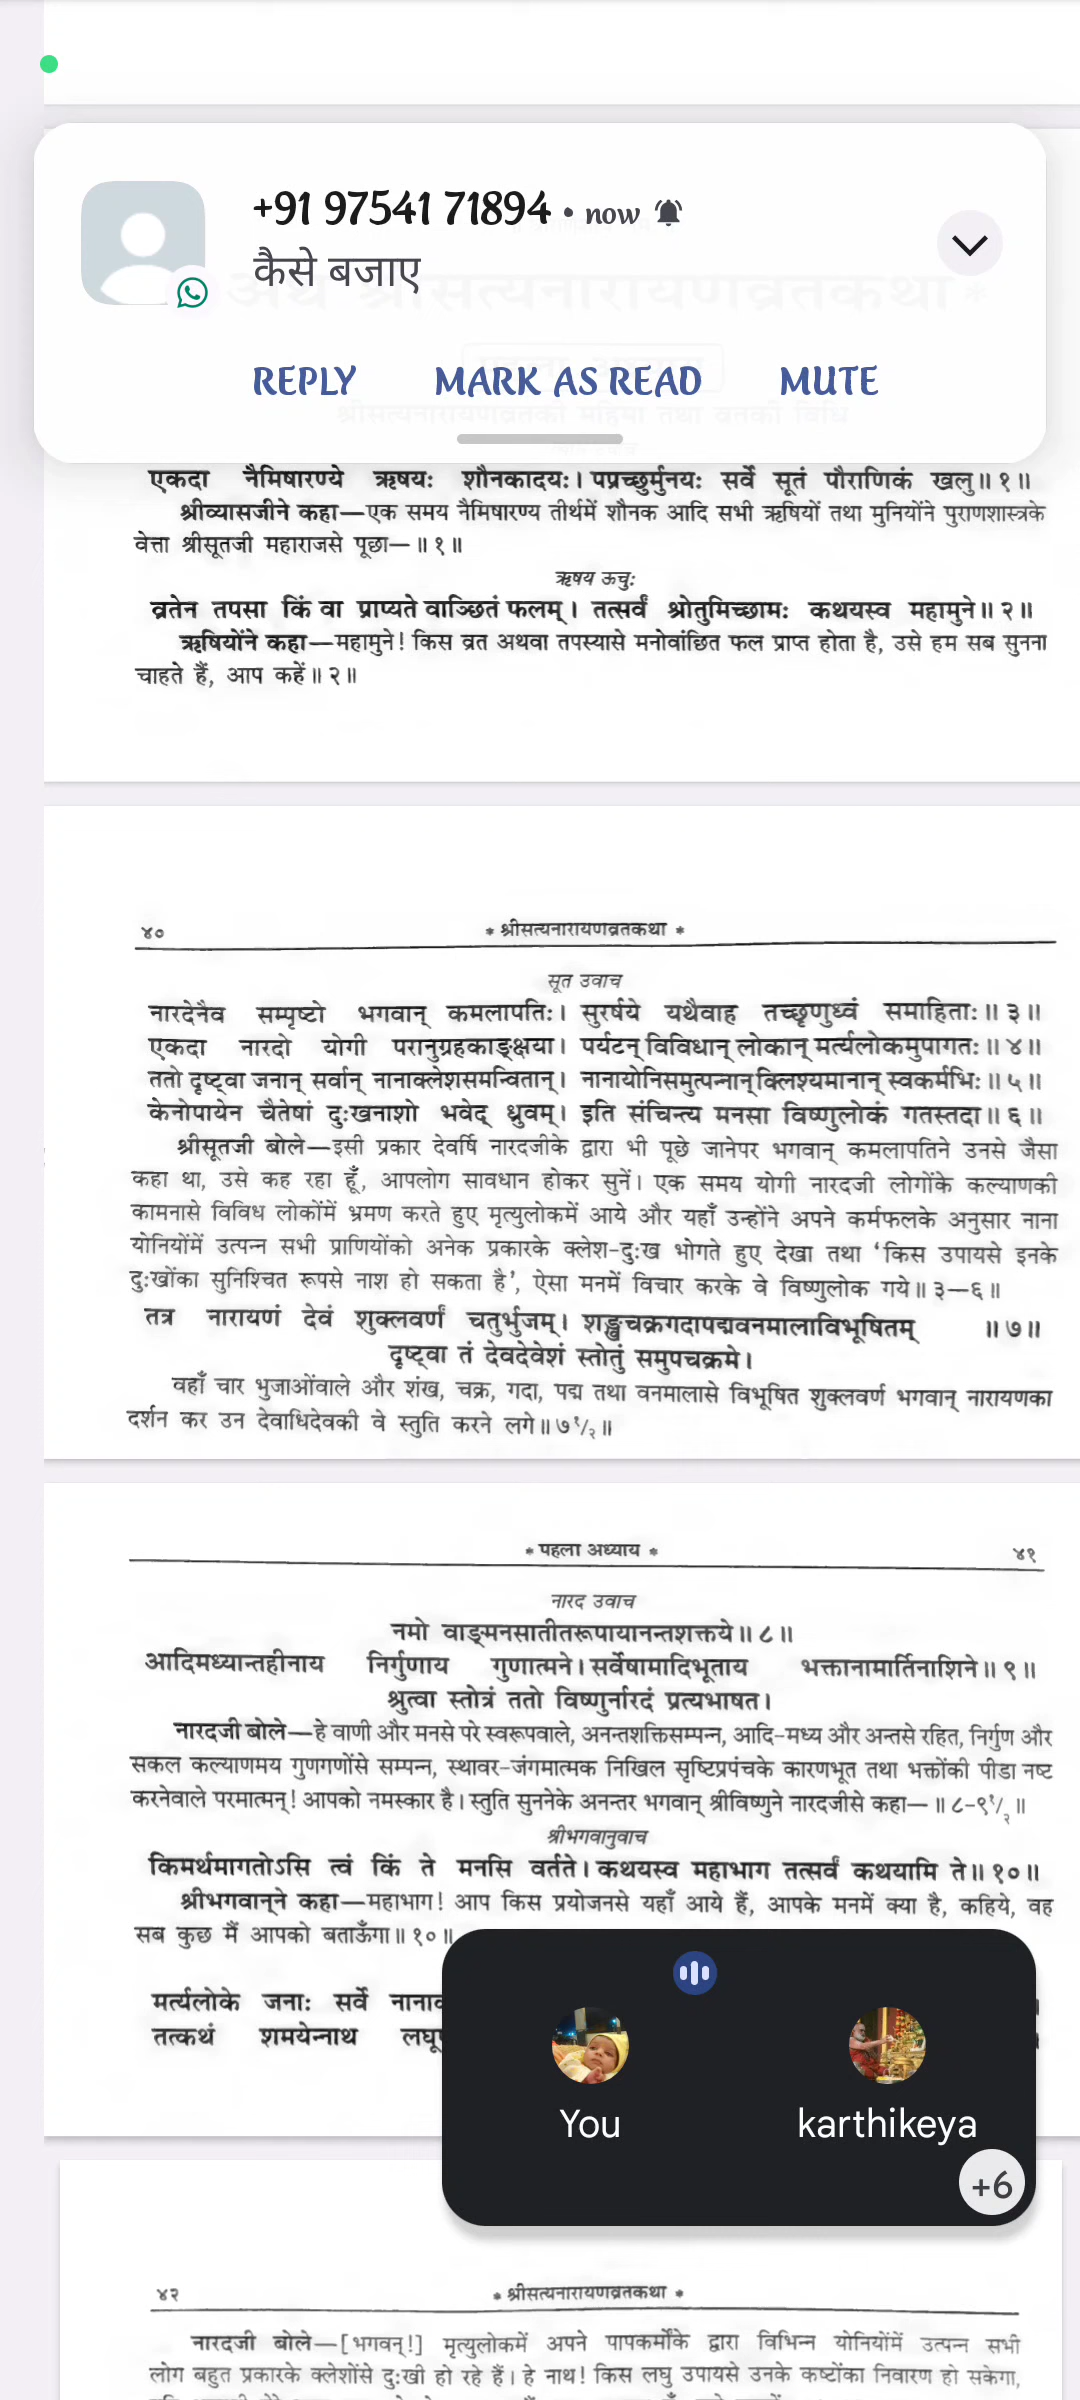 +91 97541 71894 • now
कैसे बजाए
REPLY MARK AS READ MUTE
एकदा नैमिषारण्ये ऋषयः शौनकादयः। पप्रच्छुर्मुनयः सर्वे सूतं पौराणिकं खलु॥ १॥
श्रीव्यासजीने कहा—एक समय नैमिषारण्य तीर्थमें शौनक आदि सभी ऋषियों तथा मुनियोंने पुराणशास्त्रके
वेत्ता श्रीसूतजी महाराजसे पूछा—॥ १॥
ऋषय ऊचुः
व्रतेन तपसा किं वा प्राप्यते वाञ्छितं फलम्। तत्सर्वं श्रोतुमिच्छामः कथयस्व महामुने॥ २॥
ऋषियोंने कहा—महामुने! किस व्रत अथवा तपस्यासे मनोवांछित फल प्राप्त होता है, उसे हम सब सुनना
चाहते हैं, आप कहें॥ २॥
४० * श्रीसत्यनारायणव्रतकथा *
सूत उवाच
नारदेनैव सम्पृष्टो भगवान् कमलापतिः। सुरर्षये यथैवाह तच्छृणुध्वं समाहिताः॥ ३॥
एकदा नारदो योगी परानुग्रहकाङ्क्षया। पर्यटन् विविधान् लोकान् मर्त्यलोकमुपागतः॥ ४॥
ततो दृष्ट्वा जनान् सर्वान् नानाक्लेशसमन्वितान्। नानायोनिसमुत्पन्नान् क्लिश्यमानान् स्वकर्मभिः॥ ५॥
केनोपायेन चैतेषां दुःखनाशो भवेद् ध्रुवम्। इति संचिन्त्य मनसा विष्णुलोकं गतस्तदा॥ ६॥
श्रीसूतजी बोले—इसी प्रकार देवर्षि नारदजीके द्वारा भी पूछे जानेपर भगवान् कमलापतिने उनसे जैसा
कहा था, उसे कह रहा हूँ, आपलोग सावधान होकर सुनें। एक समय योगी नारदजी लोगोंके कल्याणकी
कामनासे विविध लोकोंमें भ्रमण करते हुए मृत्युलोकमें आये और यहाँ उन्होंने अपने कर्मफलके अनुसार नाना
योनियोंमें उत्पन्न सभी प्राणियोंको अनेक प्रकारके क्लेश-दुःख भोगते हुए देखा तथा ‘किस उपायसे इनके
दुःखोंका सुनिश्चित रूपसे नाश हो सकता है’, ऐसा मनमें विचार करके वे विष्णुलोक गये॥ ३—६॥
तत्र नारायणं देवं शुक्लवर्णं चतुर्भुजम्। शङ्खचक्रगदापद्मवनमालाविभूषितम् ॥ ७॥
दृष्ट्वा तं देवदेवेशं स्तोतुं समुपचक्रमे।
वहाँ चार भुजाओंवाले और शंख, चक्र, गदा, पद्म तथा वनमालासे विभूषित शुक्लवर्ण भगवान् नारायणका
दर्शन कर उन देवाधिदेवकी वे स्तुति करने लगे॥ ७१/२॥
* पहला अध्याय * ४१
नारद उवाच
नमो वाङ्मनसातीतरूपायानन्तशक्तये॥ ८॥
आदिमध्यान्तहीनाय निर्गुणाय गुणात्मने। सर्वेषामादिभूताय भक्तानामार्तिनाशिने॥ ९॥
श्रुत्वा स्तोत्रं ततो विष्णुर्नारदं प्रत्यभाषत।
नारदजी बोले—हे वाणी और मनसे परे स्वरूपवाले, अनन्तशक्तिसम्पन्न, आदि-मध्य और अन्तसे रहित, निर्गुण और
सकल कल्याणमय गुणगणोंसे सम्पन्न, स्थावर-जंगमात्मक निखिल सृष्टिप्रपंचके कारणभूत तथा भक्तोंकी पीडा नष्ट
करनेवाले परमात्मन्! आपको नमस्कार है। स्तुति सुननेके अनन्तर भगवान् श्रीविष्णुने नारदजीसे कहा—॥ ८-९१/२॥
श्रीभगवानुवाच
किमर्थमागतोऽसि त्वं किं ते मनसि वर्तते। कथयस्व महाभाग तत्सर्वं कथयामि ते॥ १०॥
श्रीभगवान्‌ने कहा—महाभाग! आप किस प्रयोजनसे यहाँ आये हैं, आपके मनमें क्या है, कहिये, वह
सब कुछ मैं आपको बताऊँगा॥ १०॥
मर्त्यलोके जनाः सर्वे
तत्कथं शमयेन्नाथ
You karthikeya
+6
४२ * श्रीसत्यनारायणव्रतकथा *
नारदजी बोले—[भगवन्!] मृत्युलोकमें अपने पापकर्मोंके द्वारा विभिन्न योनियोंमें उत्पन्न सभी
लोग बहुत प्रकारके क्लेशोंसे दुःखी हो रहे हैं। हे नाथ! किस लघु उपायसे उनके कष्टोंका निवारण हो सकेगा,